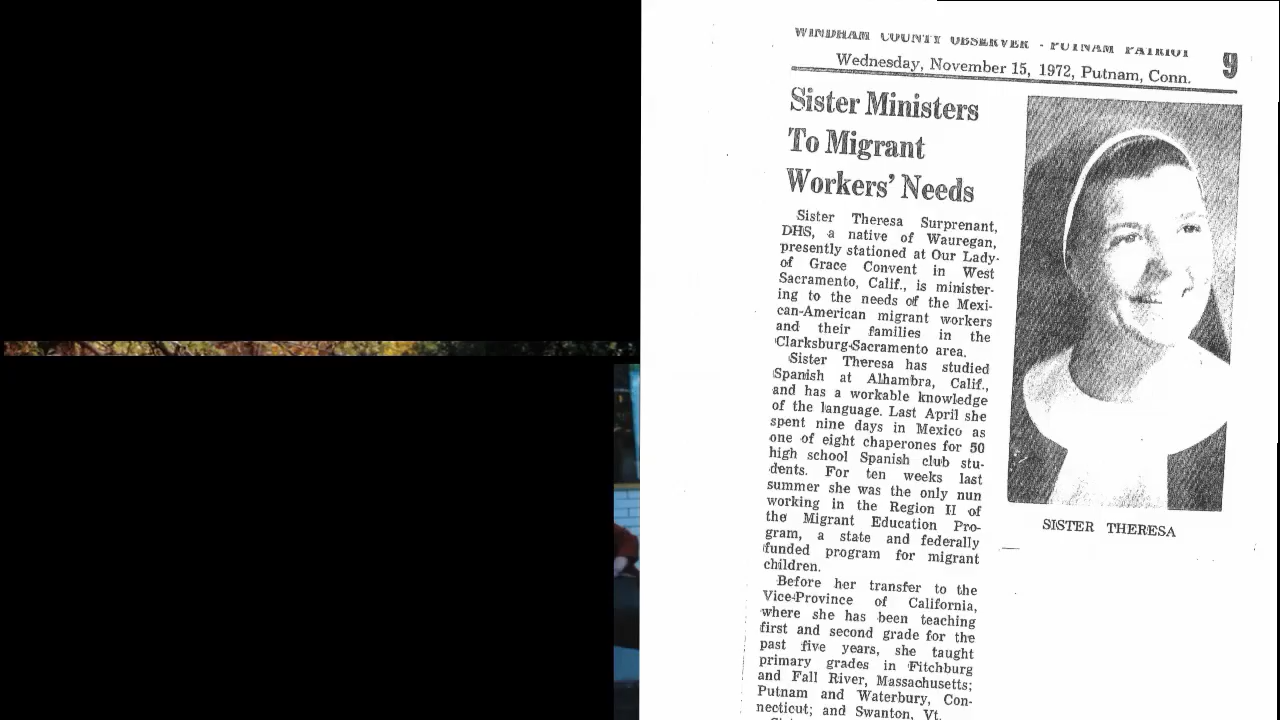 WINDHAM COUNTY OBSERVER - PUTNAM PATRIOT
9
Wednesday, November 15, 1972, Putnam, Conn.
Sister Ministers
To Migrant
Workers' Needs
Sister Theresa Surprenant,
DHS, a native of Wauregan,
presently stationed at Our Lady
of Grace Convent in West
Sacramento, Calif., is minister-
ing to the needs of the Mexi-
can-American migrant workers
and their families in the
Clarksburg-Sacramento area.
Sister Theresa has studied
Spanish at Alhambra, Calif.,
and has a workable knowledge
of the language. Last April she
spent nine days in Mexico as
one of eight chaperones for 50
high school Spanish club stu-
dents. For ten weeks last
summer she was the only nun
working in the Region II of
the Migrant Education Pro-
gram, a state and federally
funded program for migrant
children.
Before her transfer to the
Vice-Province of California,
where she has been teaching
first and second grade for the
past five years, she taught
primary grades in Fitchburg
and Fall River, Massachusetts;
Putnam and Waterbury, Con-
necticut; and Swanton, Vt.
SISTER THERESA